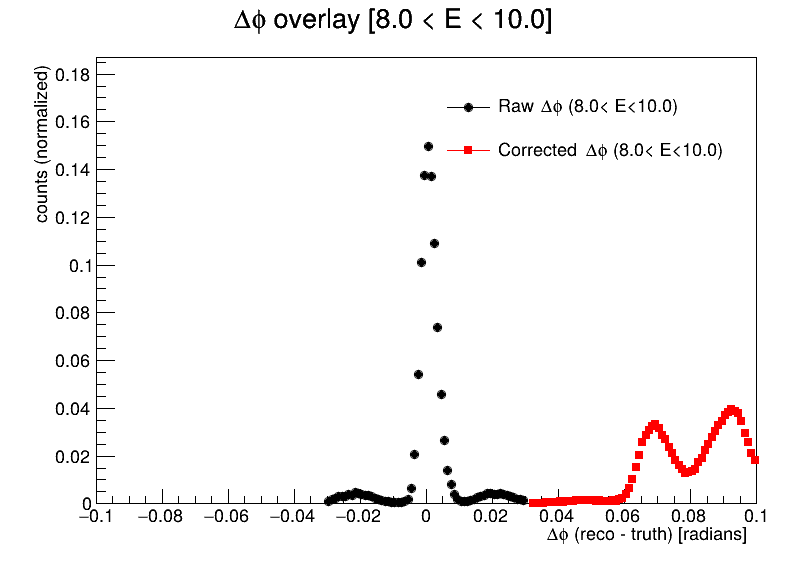 Δϕ overlay [8.0 < E < 10.0]
counts (normalized)
0.18
0.16
0.14
0.12
0.1
0.08
0.06
0.04
0.02
0
Raw Δϕ (8.0< E<10.0)
Corrected Δϕ (8.0< E<10.0)
−0.1 −0.08 −0.06 −0.04 −0.02 0 0.02 0.04 0.06 0.08 0.1
Δϕ (reco - truth) [radians]